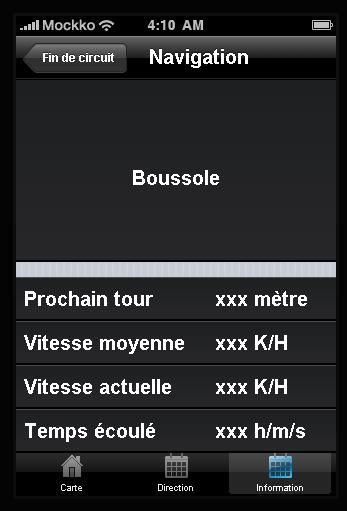 Mockko 4:10 AM
Fin de circuit Navigation
Boussole
Prochain tour xxx mètre
Vitesse moyenne xxx K/H
Vitesse actuelle xxx K/H
Temps écoulé xxx h/m/s
Carte Direction Information